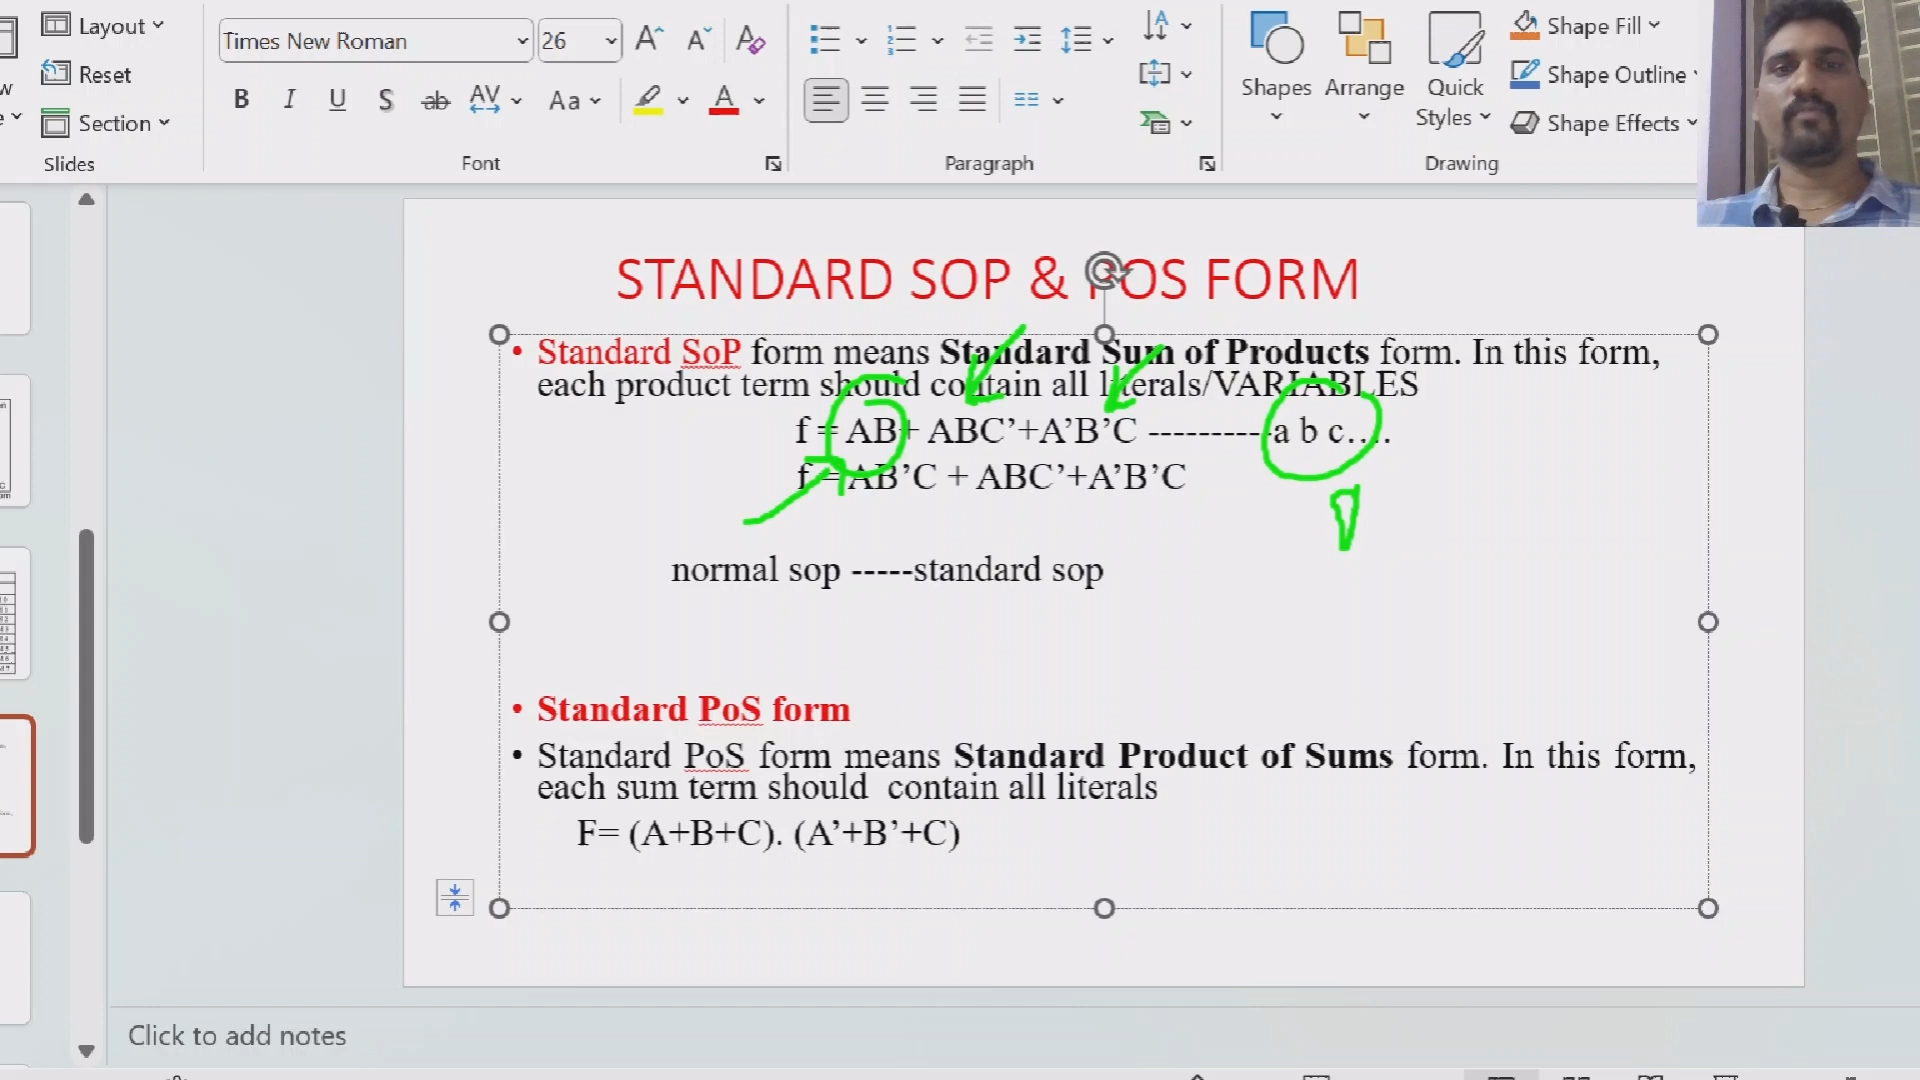 Layout
Times New Roman 26
Shape Fill
Reset
Shapes Arrange Quick Styles
Shape Outline
B I U S ab AV Aa A
Section
Shape Effects
Slides Font Paragraph Drawing
STANDARD SOP & POS FORM
• Standard SoP form means Standard Sum of Products form. In this form,
each product term should contain all literals/VARIABLES
f = AB+ ABC’+A’B’C ----------a b c….
f =AB’C + ABC’+A’B’C
normal sop -----standard sop
• Standard PoS form
• Standard PoS form means Standard Product of Sums form. In this form,
each sum term should contain all literals
F= (A+B+C). (A’+B’+C)
Click to add notes